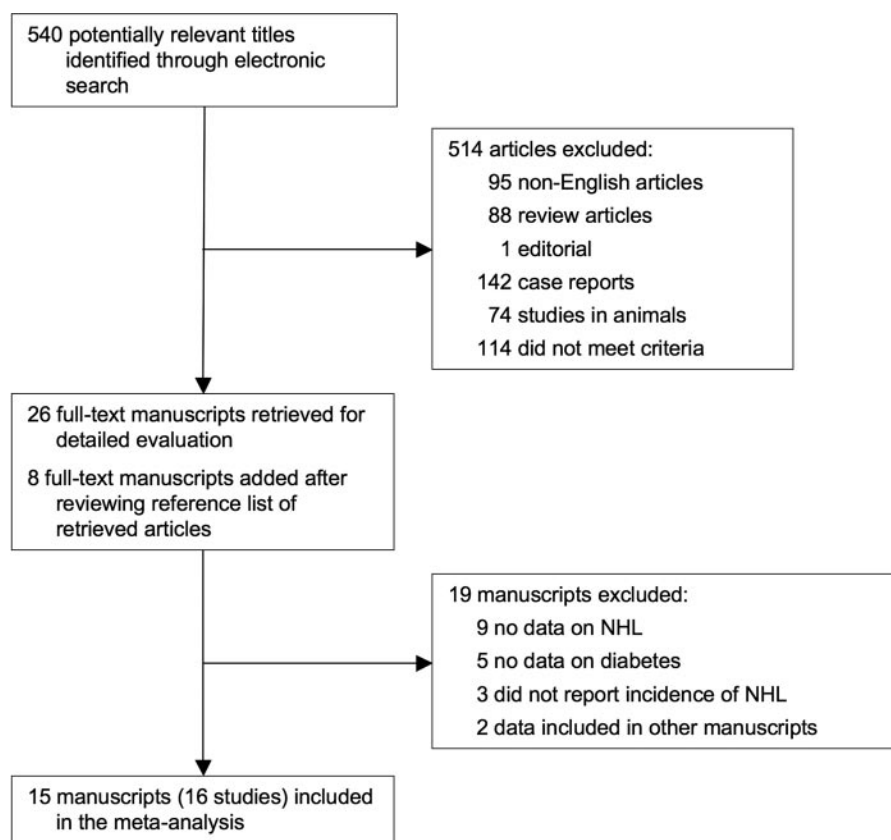 540 potentially relevant titles
identified through electronic
search
514 articles excluded:
95 non-English articles
88 review articles
1 editorial
142 case reports
74 studies in animals
114 did not meet criteria
26 full-text manuscripts retrieved for
detailed evaluation
8 full-text manuscripts added after
reviewing reference list of
retrieved articles
19 manuscripts excluded:
9 no data on NHL
5 no data on diabetes
3 did not report incidence of NHL
2 data included in other manuscripts
15 manuscripts (16 studies) included
in the meta-analysis